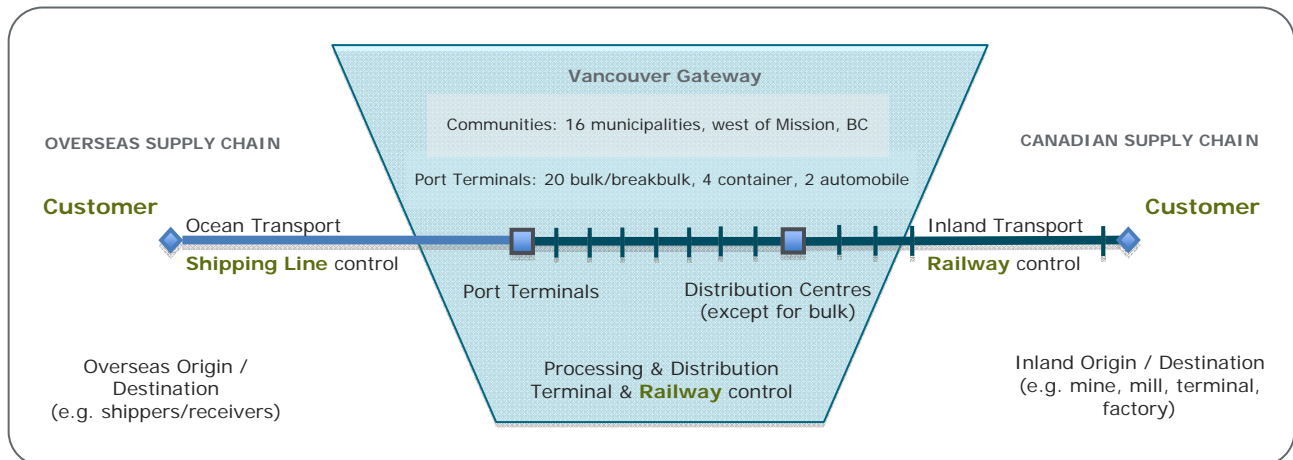 Vancouver Gateway
Communities: 16 municipalities, west of Mission, BC
OVERSEAS SUPPLY CHAIN
CANADIAN SUPPLY CHAIN
Port Terminals: 20 bulk/breakbulk, 4 container, 2 automobile
Customer
Customer
Ocean Transport
Inland Transport
Shipping Line control
Railway control
Port Terminals
Distribution Centres
(except for bulk)
Overseas Origin /
Destination
(e.g. shippers/receivers)
Processing & Distribution
Terminal & Railway control
Inland Origin / Destination
(e.g. mine, mill, terminal,
factory)